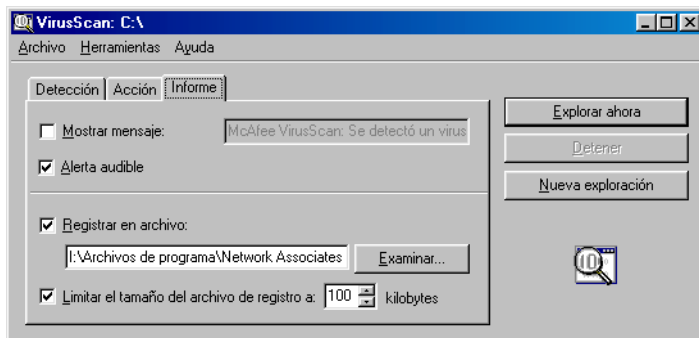 VirusScan: C:\
Archivo Herramientas Ayuda
Detección Acción Informe
Mostrar mensaje: McAfee VirusScan: Se detectó un virus
Alerta audible
Registrar en archivo:
I:\Archivos de programa\Network Associates Examinar...
Limitar el tamaño del archivo de registro a: 100 kilobytes
Explorar ahora
Detener
Nueva exploración